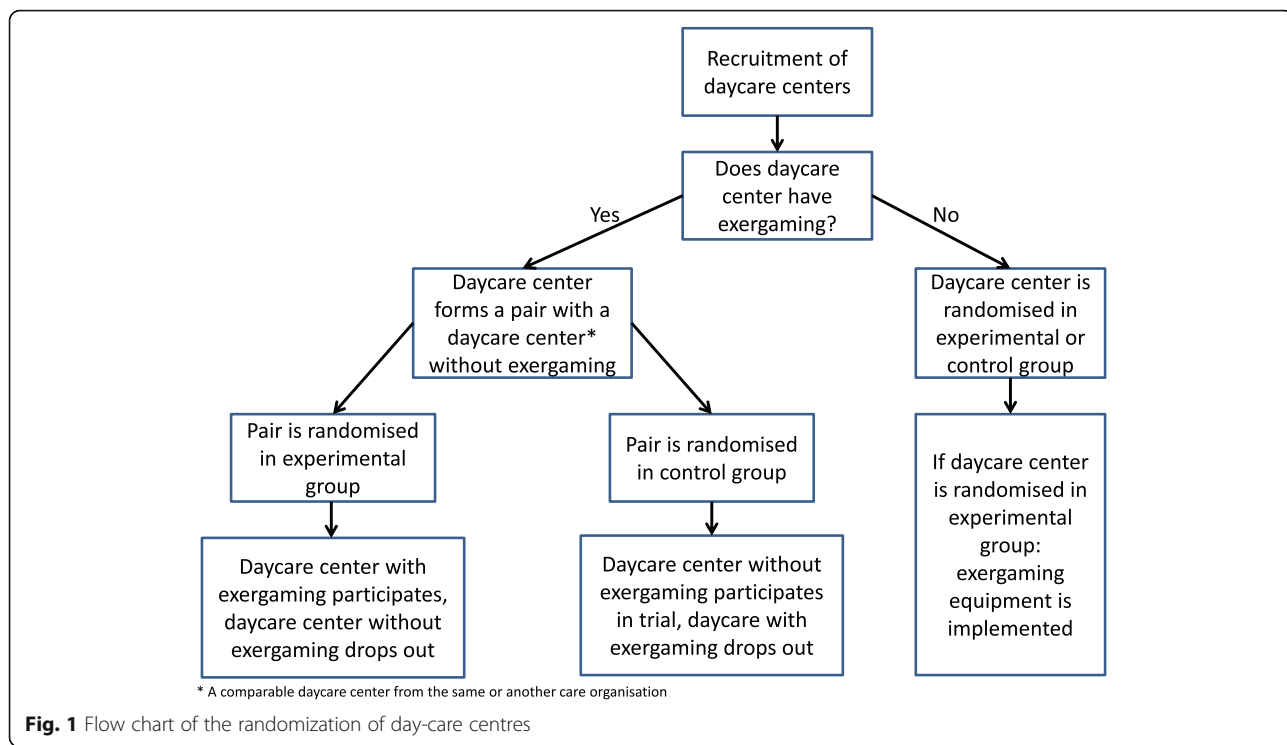 Recruitment of
daycare centers
Does daycare
center have
exergaming?
Yes
No
Daycare center
forms a pair with a
daycare center*
without exergaming
Daycare center is
randomised in
experimental or
control group
Pair is randomised
in experimental
group
Pair is randomised
in control group
If daycare center
is randomised in
experimental
group:
exergaming
equipment is
implemented
Daycare center with
exergaming participates,
daycare center without
exergaming drops out
Daycare center without
exergaming participates
in trial, daycare with
exergaming drops out
* A comparable daycare center from the same or another care organisation
Fig. 1 Flow chart of the randomization of day-care centres